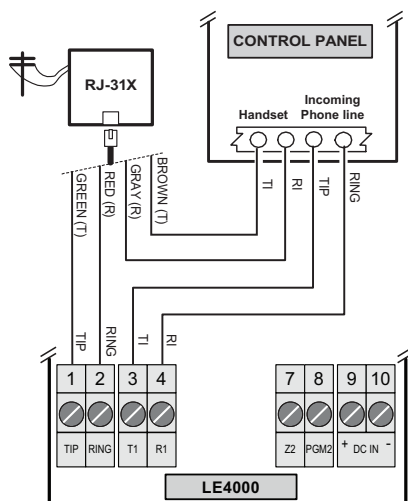 CONTROL PANEL
RJ-31X
Handset
Incoming
Phone line
GREEN (T)
RED (R)
GRAY (R)
BROWN (T)
TI
RI
TIP
RING
TIP
RING
TI
RI
1 2 3 4
7 8 9 10
TIP RING T1 R1
Z2 PGM2 + DC IN -
LE4000